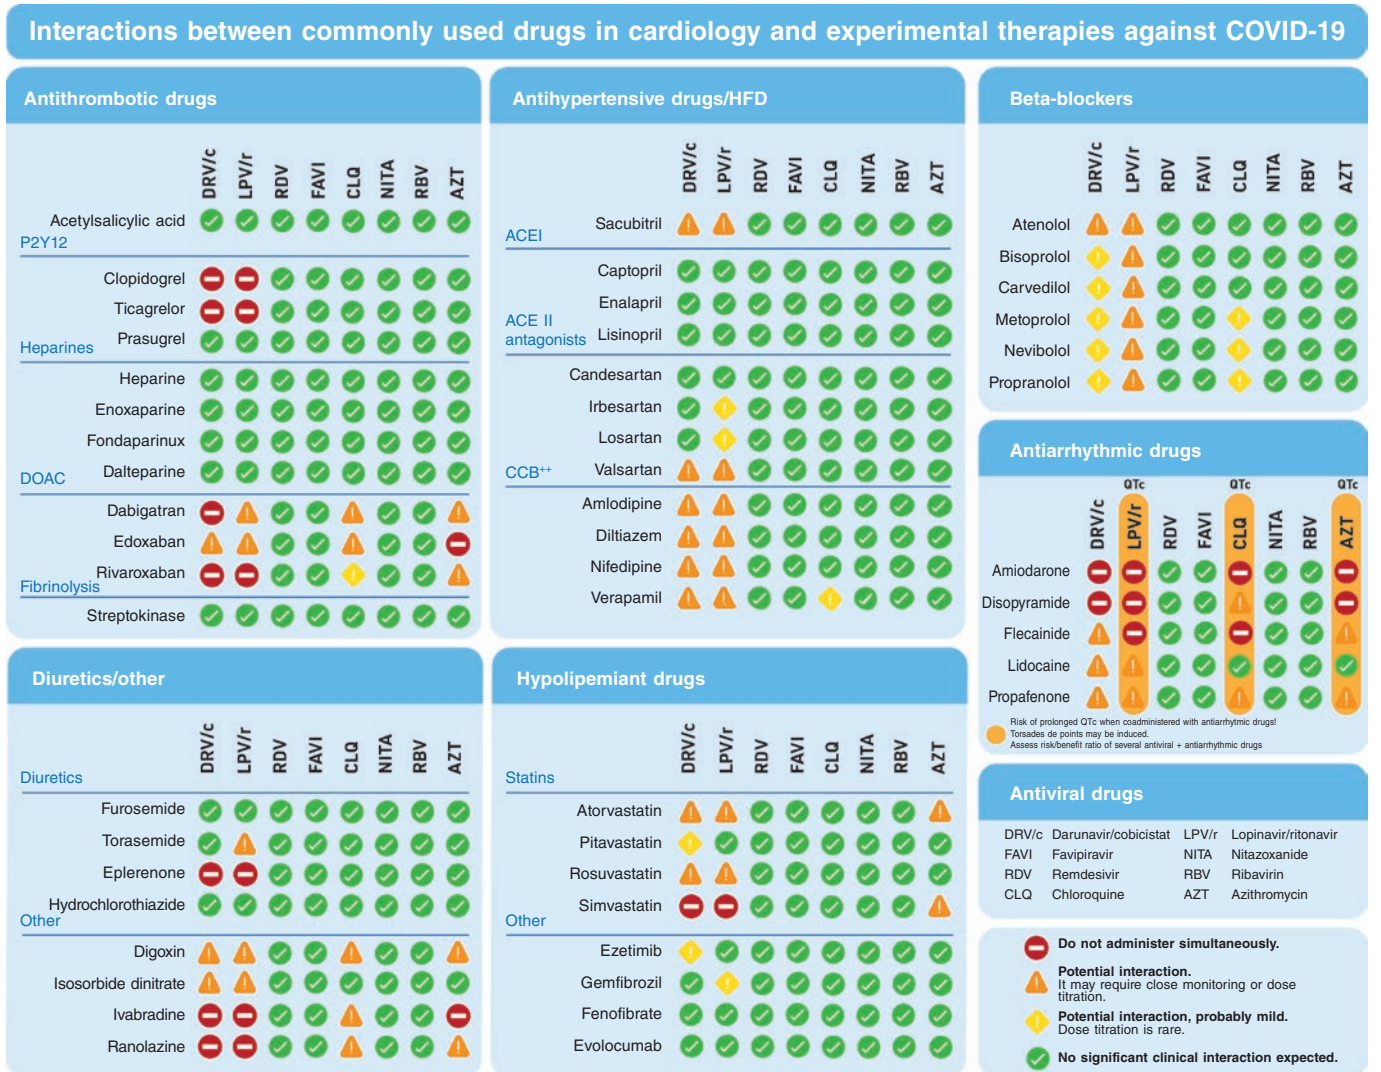 Interactions between commonly used drugs in cardiology and experimental therapies against COVID-19
Antithrombotic drugs
DRV/c LPV/r RDV FAVI CLQ NITA RBV AZT
Acetylsalicylic acid
P2Y12
Clopidogrel
Ticagrelor
Prasugrel
Heparines
Heparine
Enoxaparine
Fondaparinux
Dalteparine
DOAC
Dabigatran
Edoxaban
Rivaroxaban
Fibrinolysis
Streptokinase
Antihypertensive drugs/HFD
DRV/c LPV/r RDV FAVI CLQ NITA RBV AZT
Sacubitril
ACEI
Captopril
Enalapril
ACE II
antagonists
Lisinopril
Candesartan
Irbesartan
Losartan
Valsartan
CCB++
Amlodipine
Diltiazem
Nifedipine
Verapamil
Beta-blockers
DRV/c LPV/r RDV FAVI CLQ NITA RBV AZT
Atenolol
Bisoprolol
Carvedilol
Metoprolol
Nevibolol
Propranolol
Antiarrhythmic drugs
QTc QTc QTc
DRV/c LPV/r RDV FAVI CLQ NITA RBV AZT
Amiodarone
Disopyramide
Flecainide
Lidocaine
Propafenone
Risk of prolonged QTc when coadministered with antiarrhytmic drugs!
Torsades de points may be induced.
Assess risk/benefit ratio of several antiviral + antiarrhythmic drugs
Diuretics/other
DRV/c LPV/r RDV FAVI CLQ NITA RBV AZT
Diuretics
Furosemide
Torasemide
Eplerenone
Hydrochlorothiazide
Other
Digoxin
Isosorbide dinitrate
Ivabradine
Ranolazine
Hypolipemiant drugs
DRV/c LPV/r RDV FAVI CLQ NITA RBV AZT
Statins
Atorvastatin
Pitavastatin
Rosuvastatin
Simvastatin
Other
Ezetimib
Gemfibrozil
Fenofibrate
Evolocumab
Antiviral drugs
DRV/c Darunavir/cobicistat LPV/r Lopinavir/ritonavir
FAVI Favipiravir NITA Nitazoxanide
RDV Remdesivir RBV Ribavirin
CLQ Chloroquine AZT Azithromycin
Do not administer simultaneously.
Potential interaction.
It may require close monitoring or dose
titration.
Potential interaction, probably mild.
Dose titration is rare.
No significant clinical interaction expected.